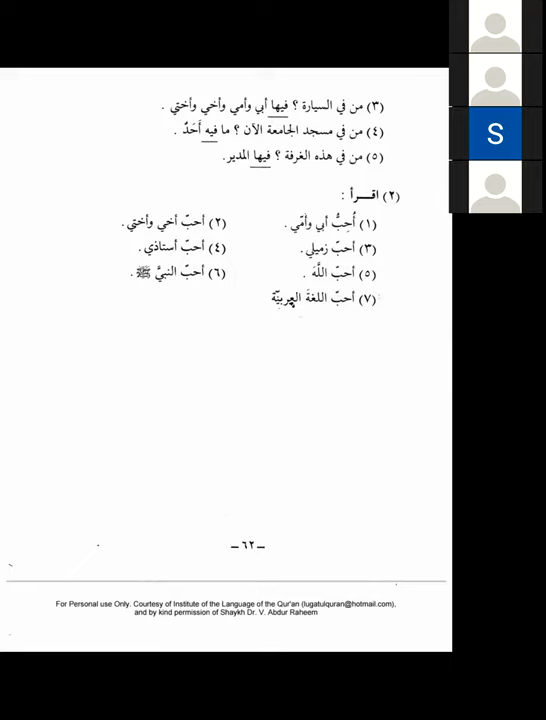 (٣) من في السيارة ؟ فيها أبي وأمي وأخي وأختي .
(٤) من في مسجد الجامعة الآن ؟ ما فيه أَحَدٌ .
(٥) من في هذه الغرفة ؟ فيها المدير.
(٢) اقـــرأ :
(١) أُحِبُّ أبي وأمّي . (٢) أحبّ أخي وأختي .
(٣) أحبّ زميلي . (٤) أحبّ أستاذي .
(٥) أحبّ اللَّهَ . (٦) أحبّ النبيَّ ﷺ .
(٧) أحبّ اللغةَ العربيّة
– ٦٢ –
For Personal use Only. Courtesy of Institute of the Language of the Qur'an (lugatulquran@hotmail.com),
and by kind permission of Shaykh Dr. V. Abdur Raheem
S